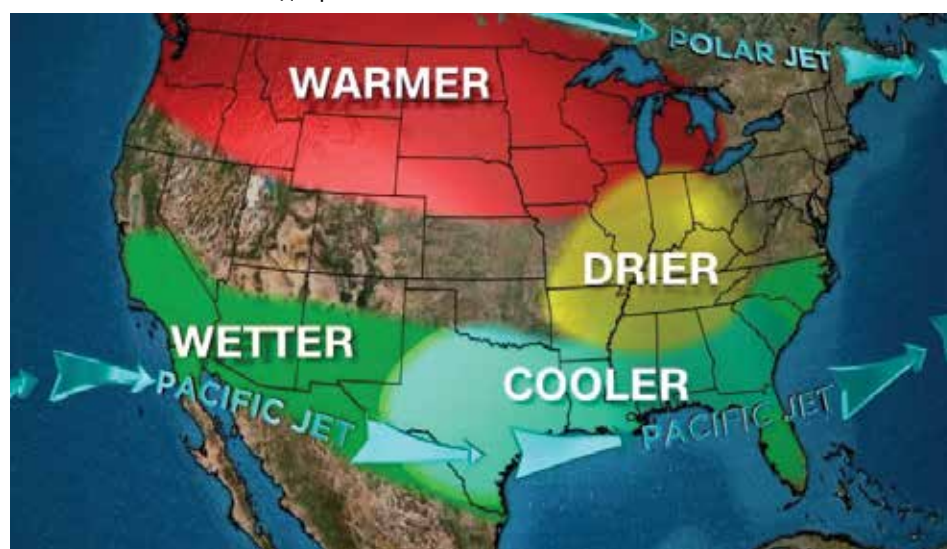 POLAR JET
WARMER
DRIER
WETTER
COOLER
PACIFIC JET
PACIFIC JET